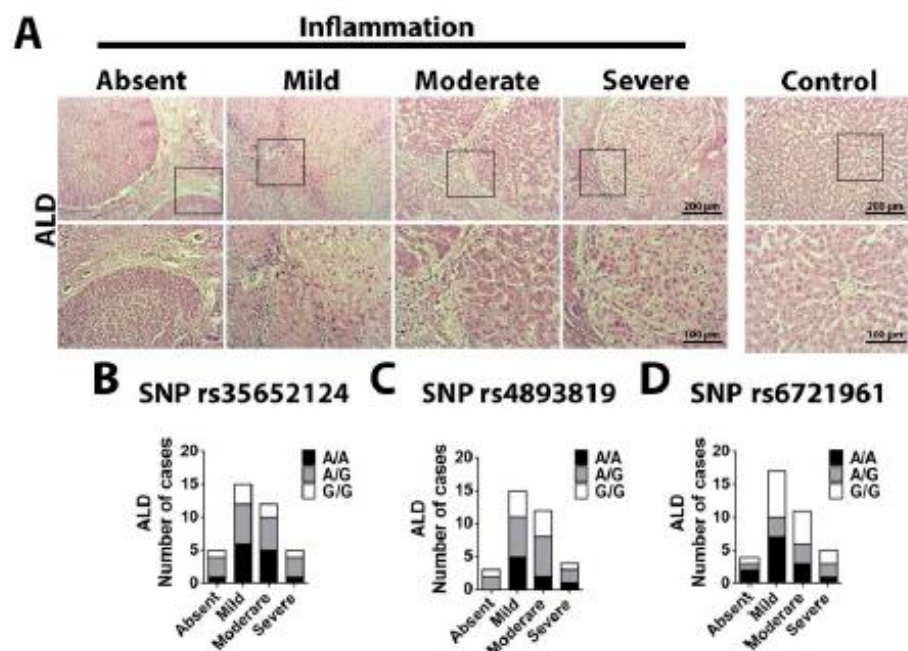 A
Inflammation
Absent Mild Moderate Severe Control
ALD
200 µm 200 µm
100 µm 100 µm
B SNP rs35652124 C SNP rs4893819 D SNP rs6721961
ALD
Number of cases
20
15
10
5
0
A/A
A/G
G/G
Absent
Mild
Moderare
Severe
ALD
Number of cases
20
15
10
5
0
A/A
A/G
G/G
Absent
Mild
Moderare
Severe
ALD
Number of cases
20
15
10
5
0
A/A
A/G
G/G
Absent
Mild
Moderare
Severe